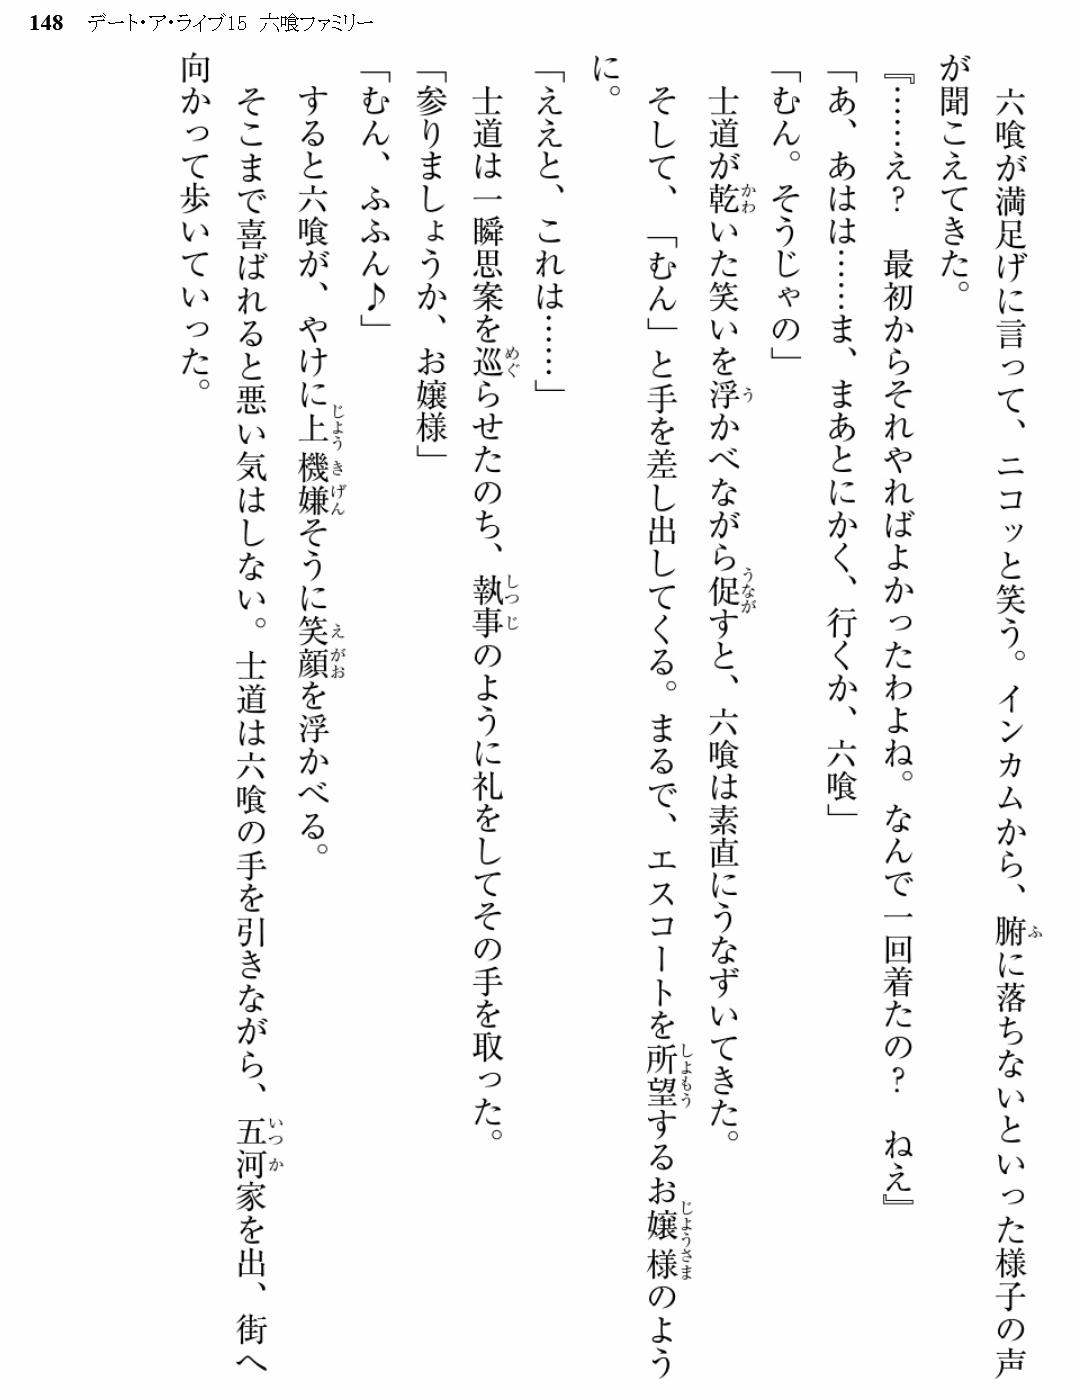 148 デート・ア・ライブ15 六喰ファミリー
　六喰が満足げに言って、ニコッと笑う。インカムから、腑に落ちないといった様子の声
が聞こえてきた。
『……え？　最初からそれやればよかったわよね。なんで一回着たの？　ねえ』
「あ、あはは……ま、まあとにかく、行くか、六喰」
「むん。そうじゃの」
　士道が乾いた笑いを浮かべながら促すと、六喰は素直にうなずいてきた。
　そして、「むん」と手を差し出してくる。まるで、エスコートを所望するお嬢様のよう
に。
「ええと、これは……」
　士道は一瞬思案を巡らせたのち、執事のように礼をしてその手を取った。
「参りましょうか、お嬢様」
「むん、ふふん♪」
　すると六喰が、やけに上機嫌そうに笑顔を浮かべる。
　そこまで喜ばれると悪い気はしない。士道は六喰の手を引きながら、五河家を出、街へ
向かって歩いていった。